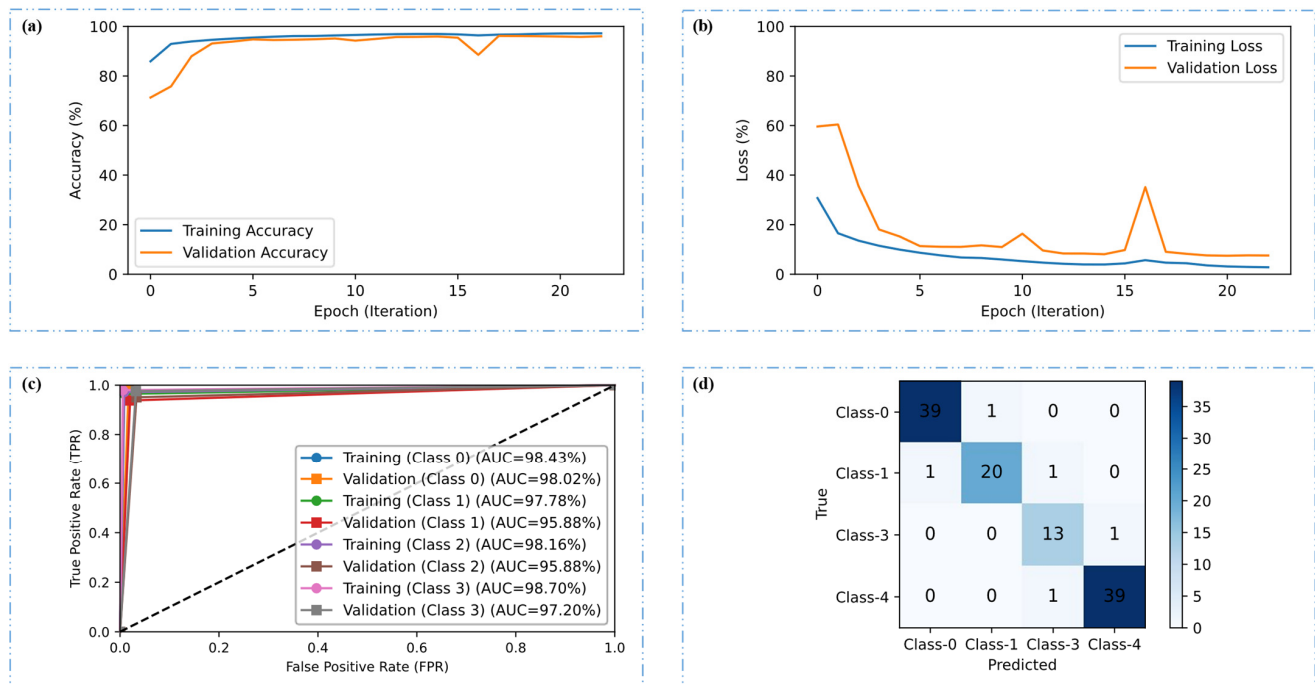 (a)
100
80
60
40
20
0
Accuracy (%)
Training Accuracy
Validation Accuracy
0 5 10 15 20
Epoch (Iteration)
(b)
100
80
60
40
20
0
Loss (%)
Training Loss
Validation Loss
0 5 10 15 20
Epoch (Iteration)
(c)
1.0
0.8
0.6
0.4
0.2
0.0
True Positive Rate (TPR)
Training (Class 0) (AUC=98.43%)
Validation (Class 0) (AUC=98.02%)
Training (Class 1) (AUC=97.78%)
Validation (Class 1) (AUC=95.88%)
Training (Class 2) (AUC=98.16%)
Validation (Class 2) (AUC=95.88%)
Training (Class 3) (AUC=98.70%)
Validation (Class 3) (AUC=97.20%)
0.0 0.2 0.4 0.6 0.8 1.0
False Positive Rate (FPR)
(d)
True
Class-0 39 1 0 0
Class-1 1 20 1 0
Class-3 0 0 13 1
Class-4 0 0 1 39
Class-0 Class-1 Class-3 Class-4
Predicted
35
30
25
20
15
10
5
0